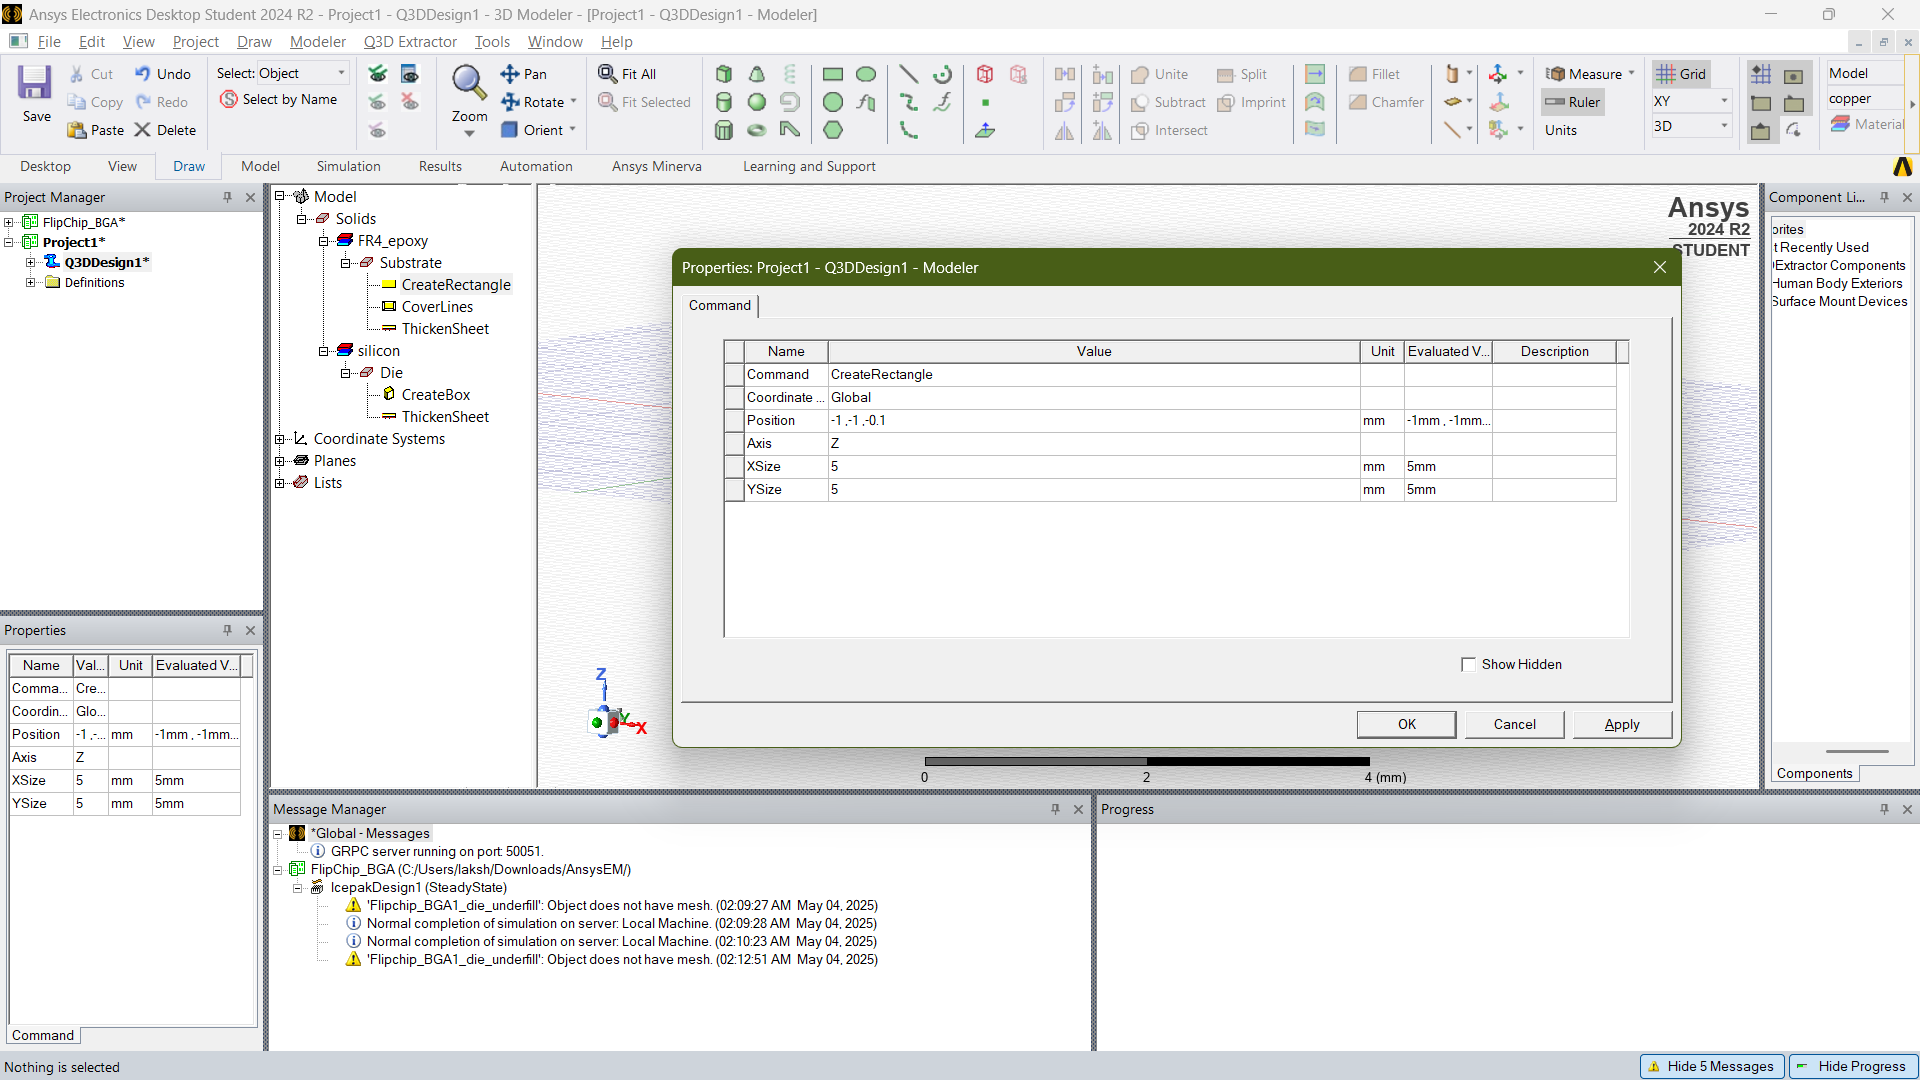 Ansys Electronics Desktop Student 2024 R2 - Project1 - Q3DDesign1 - 3D Modeler - [Project1 - Q3DDesign1 - Modeler]
File Edit View Project Draw Modeler Q3D Extractor Tools Window Help
Save
Cut Undo
Copy Redo
Paste Delete
Select: Object
Select by Name
Zoom
Pan
Rotate
Orient
Fit All
Fit Selected
Unite Split
Subtract Imprint
Intersect
Fillet
Chamfer
Measure
Ruler
Units
Grid
XY
3D
Model
copper
Material
Desktop View Draw Model Simulation Results Automation Ansys Minerva Learning and Support
Project Manager
FlipChip_BGA*
Project1*
Q3DDesign1*
Definitions
Model
Solids
FR4_epoxy
Substrate
CreateRectangle
CoverLines
ThickenSheet
silicon
Die
CreateBox
ThickenSheet
Coordinate Systems
Planes
Lists
Ansys
2024 R2
STUDENT
Z
Y
X
0 2 4 (mm)
Properties: Project1 - Q3DDesign1 - Modeler
Command
Name Value Unit Evaluated V... Description
Command CreateRectangle
Coordinate ... Global
Position -1 ,-1 ,-0.1 mm -1mm , -1mm...
Axis Z
XSize 5 mm 5mm
YSize 5 mm 5mm
Show Hidden
OK Cancel Apply
Component Li...
orites
t Recently Used
Extractor Components
Human Body Exteriors
Surface Mount Devices
Components
Properties
Name Val... Unit Evaluated V...
Comma... Cre...
Coordin... Glo...
Position -1 ,-... mm -1mm , -1mm...
Axis Z
XSize 5 mm 5mm
YSize 5 mm 5mm
Command
Message Manager
*Global - Messages
GRPC server running on port: 50051.
FlipChip_BGA (C:/Users/laksh/Downloads/AnsysEM/)
IcepakDesign1 (SteadyState)
'Flipchip_BGA1_die_underfill': Object does not have mesh. (02:09:27 AM May 04, 2025)
Normal completion of simulation on server: Local Machine. (02:09:28 AM May 04, 2025)
Normal completion of simulation on server: Local Machine. (02:10:23 AM May 04, 2025)
'Flipchip_BGA1_die_underfill': Object does not have mesh. (02:12:51 AM May 04, 2025)
Progress
Nothing is selected
Hide 5 Messages
Hide Progress